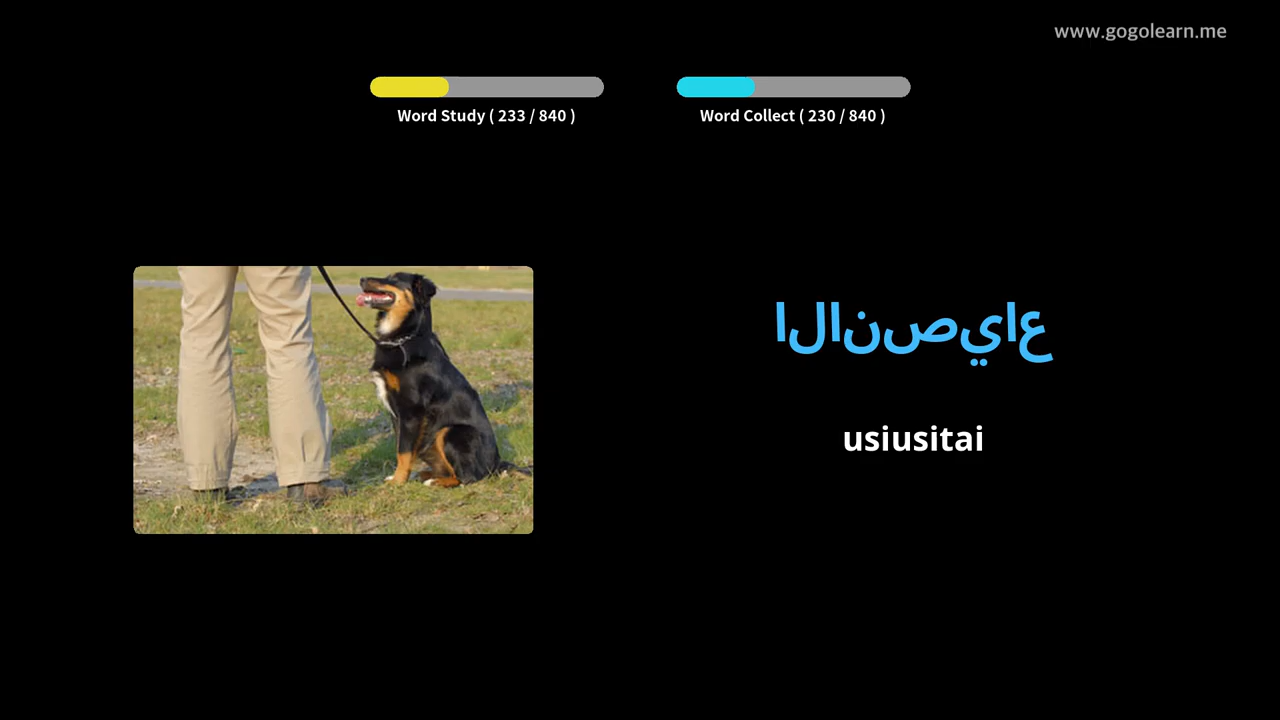 www.gogolearn.me
Word Study ( 233 / 840 )
Word Collect ( 230 / 840 )
الانصياع
usiusitai